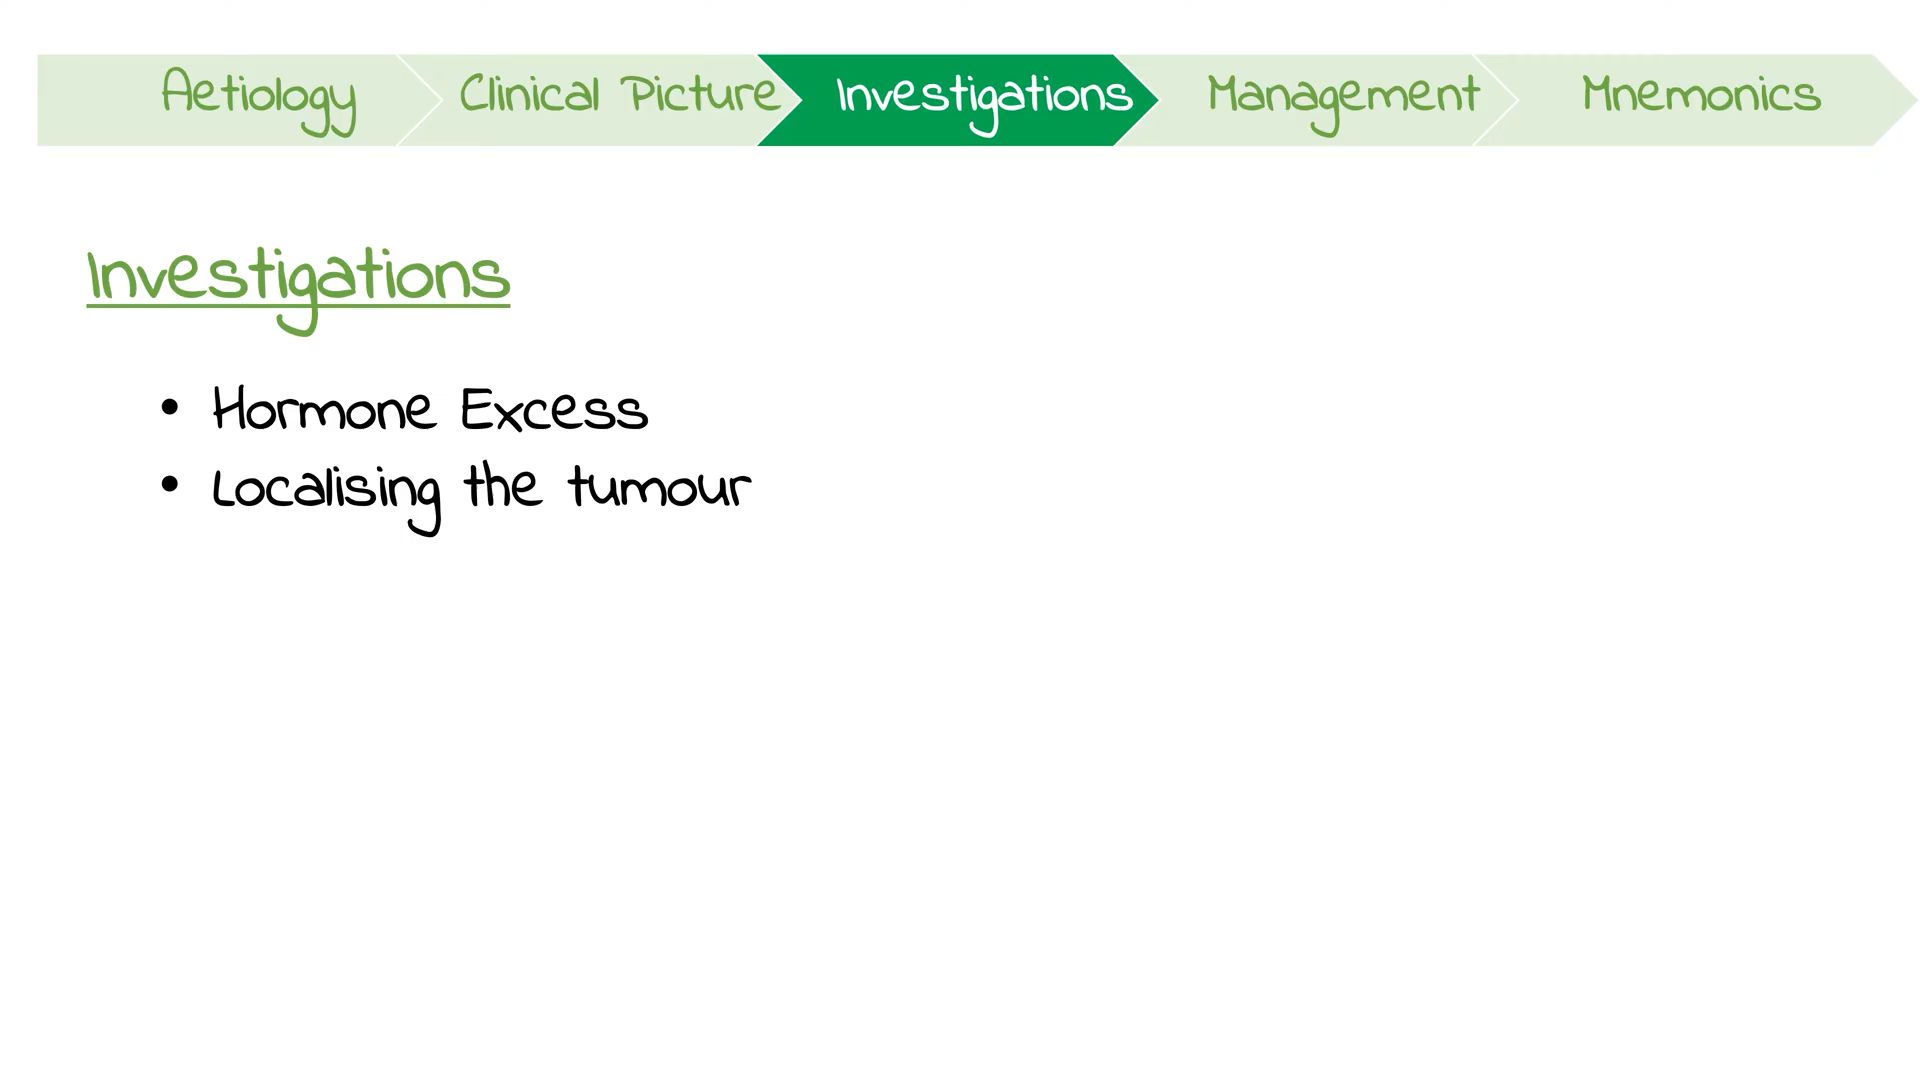 Aetiology Clinical Picture Investigations Management Mnemonics
Investigations
• Hormone Excess
• Localising the tumour